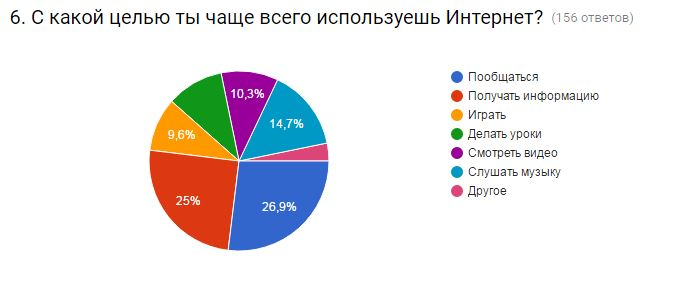 6. С какой целью ты чаще всего используешь Интернет? (156 ответов)
10,3%
14,7%
9,6%
25%
26,9%
Пообщаться
Получать информацию
Играть
Делать уроки
Смотреть видео
Слушать музыку
Другое